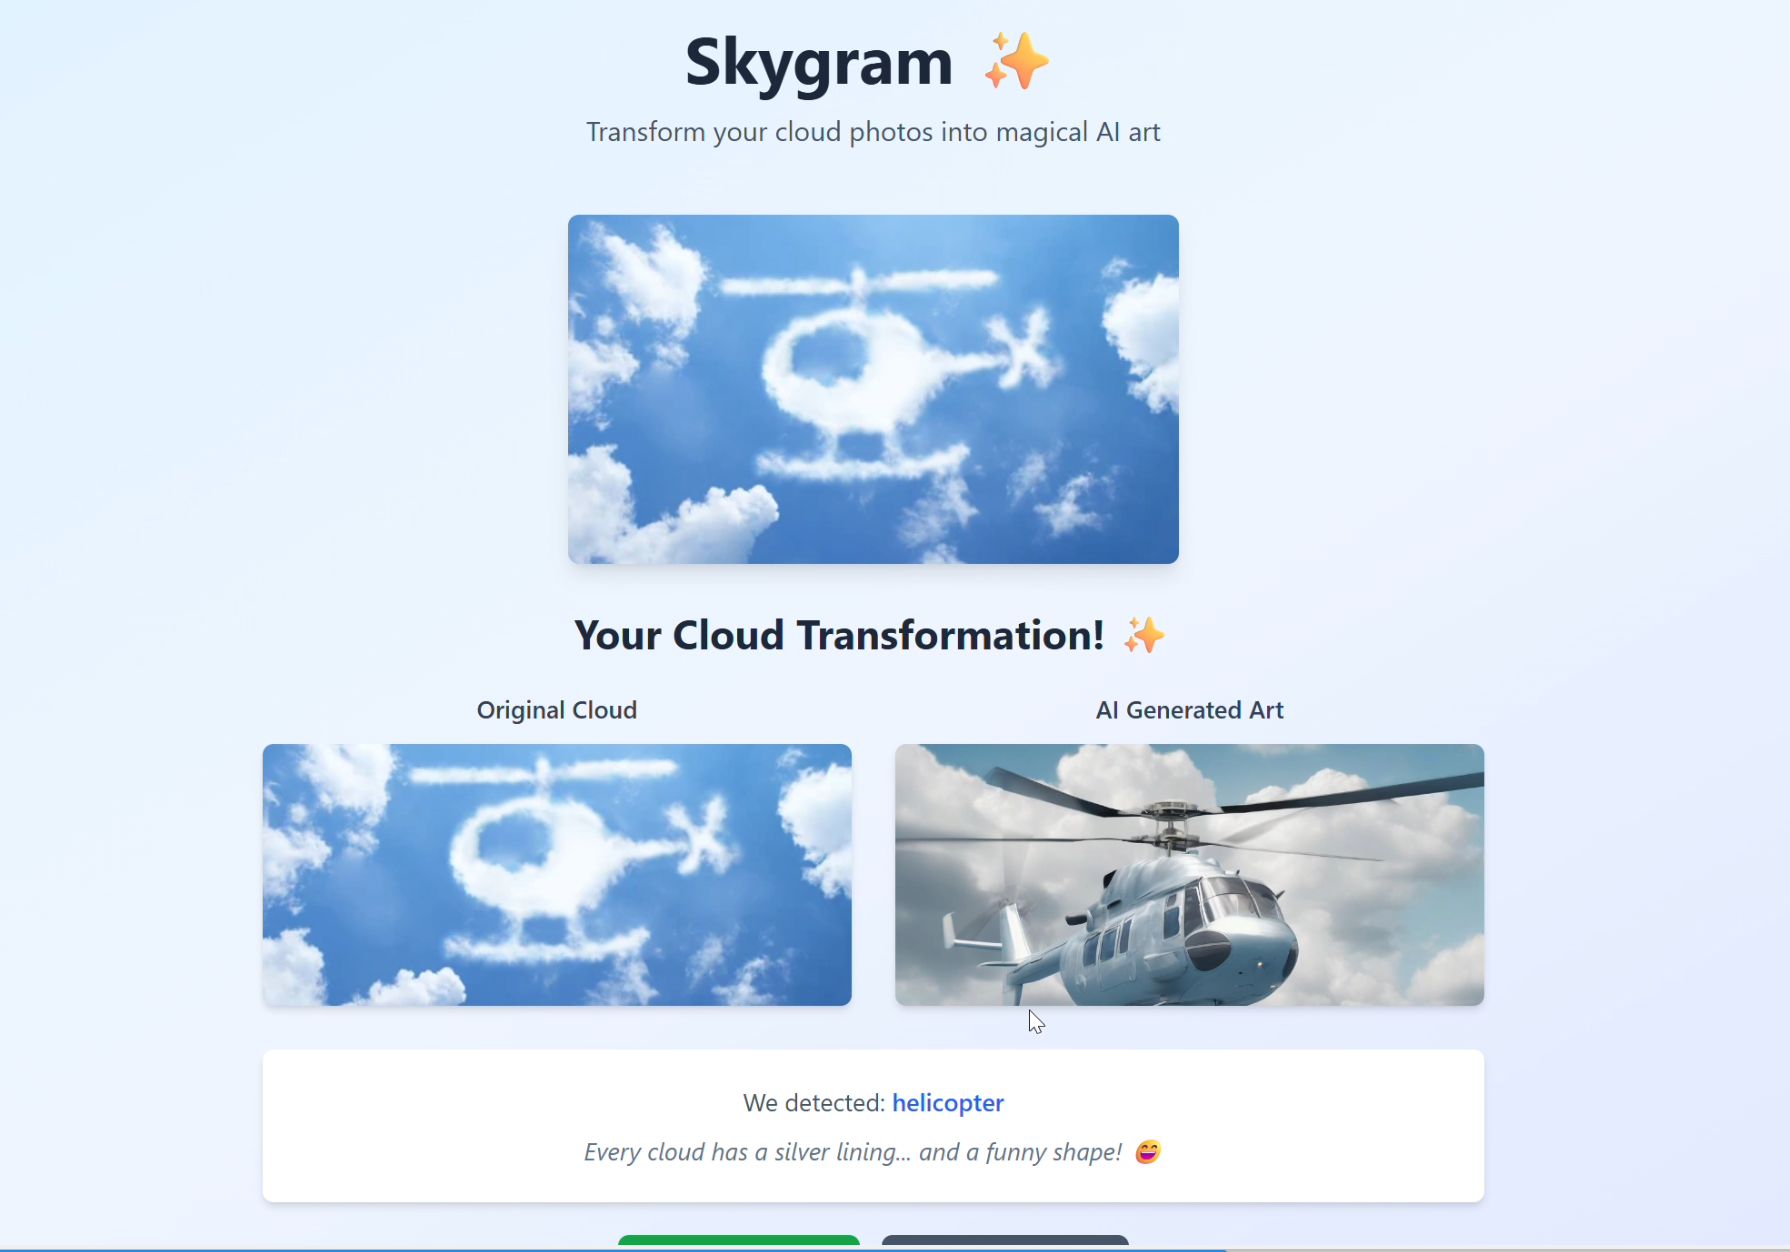 Skygram ✨
Transform your cloud photos into magical AI art
Your Cloud Transformation! ✨
Original Cloud
AI Generated Art
We detected: helicopter
Every cloud has a silver lining... and a funny shape! 😄